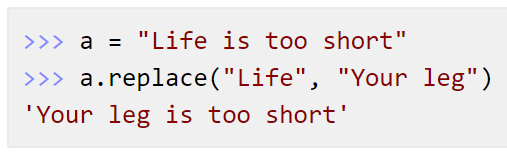 >>> a = "Life is too short"
>>> a.replace("Life", "Your leg")
'Your leg is too short'